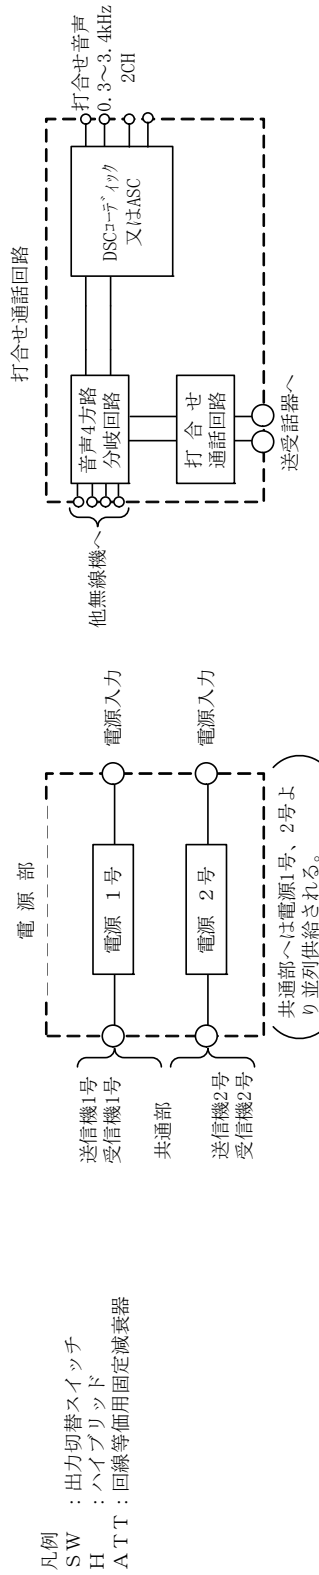 凡例
SW :出力切替スイッチ
H :ハイブリッド
ATT:回線等価用固定減衰器
電 源 部
送信機1号
受信機1号
共通部
送信機2号
受信機2号
電源 1号
電源 2号
電源入力
電源入力
共通部へは電源1号、2号よ
り並列供給される。
打合せ通話回路
他無線機へ
音声4方路
分岐回路
打 合 せ
通話回路
送受話器へ
DSCコーディック
又はASC
打合せ音声
0.3~3.4kHz
2CH